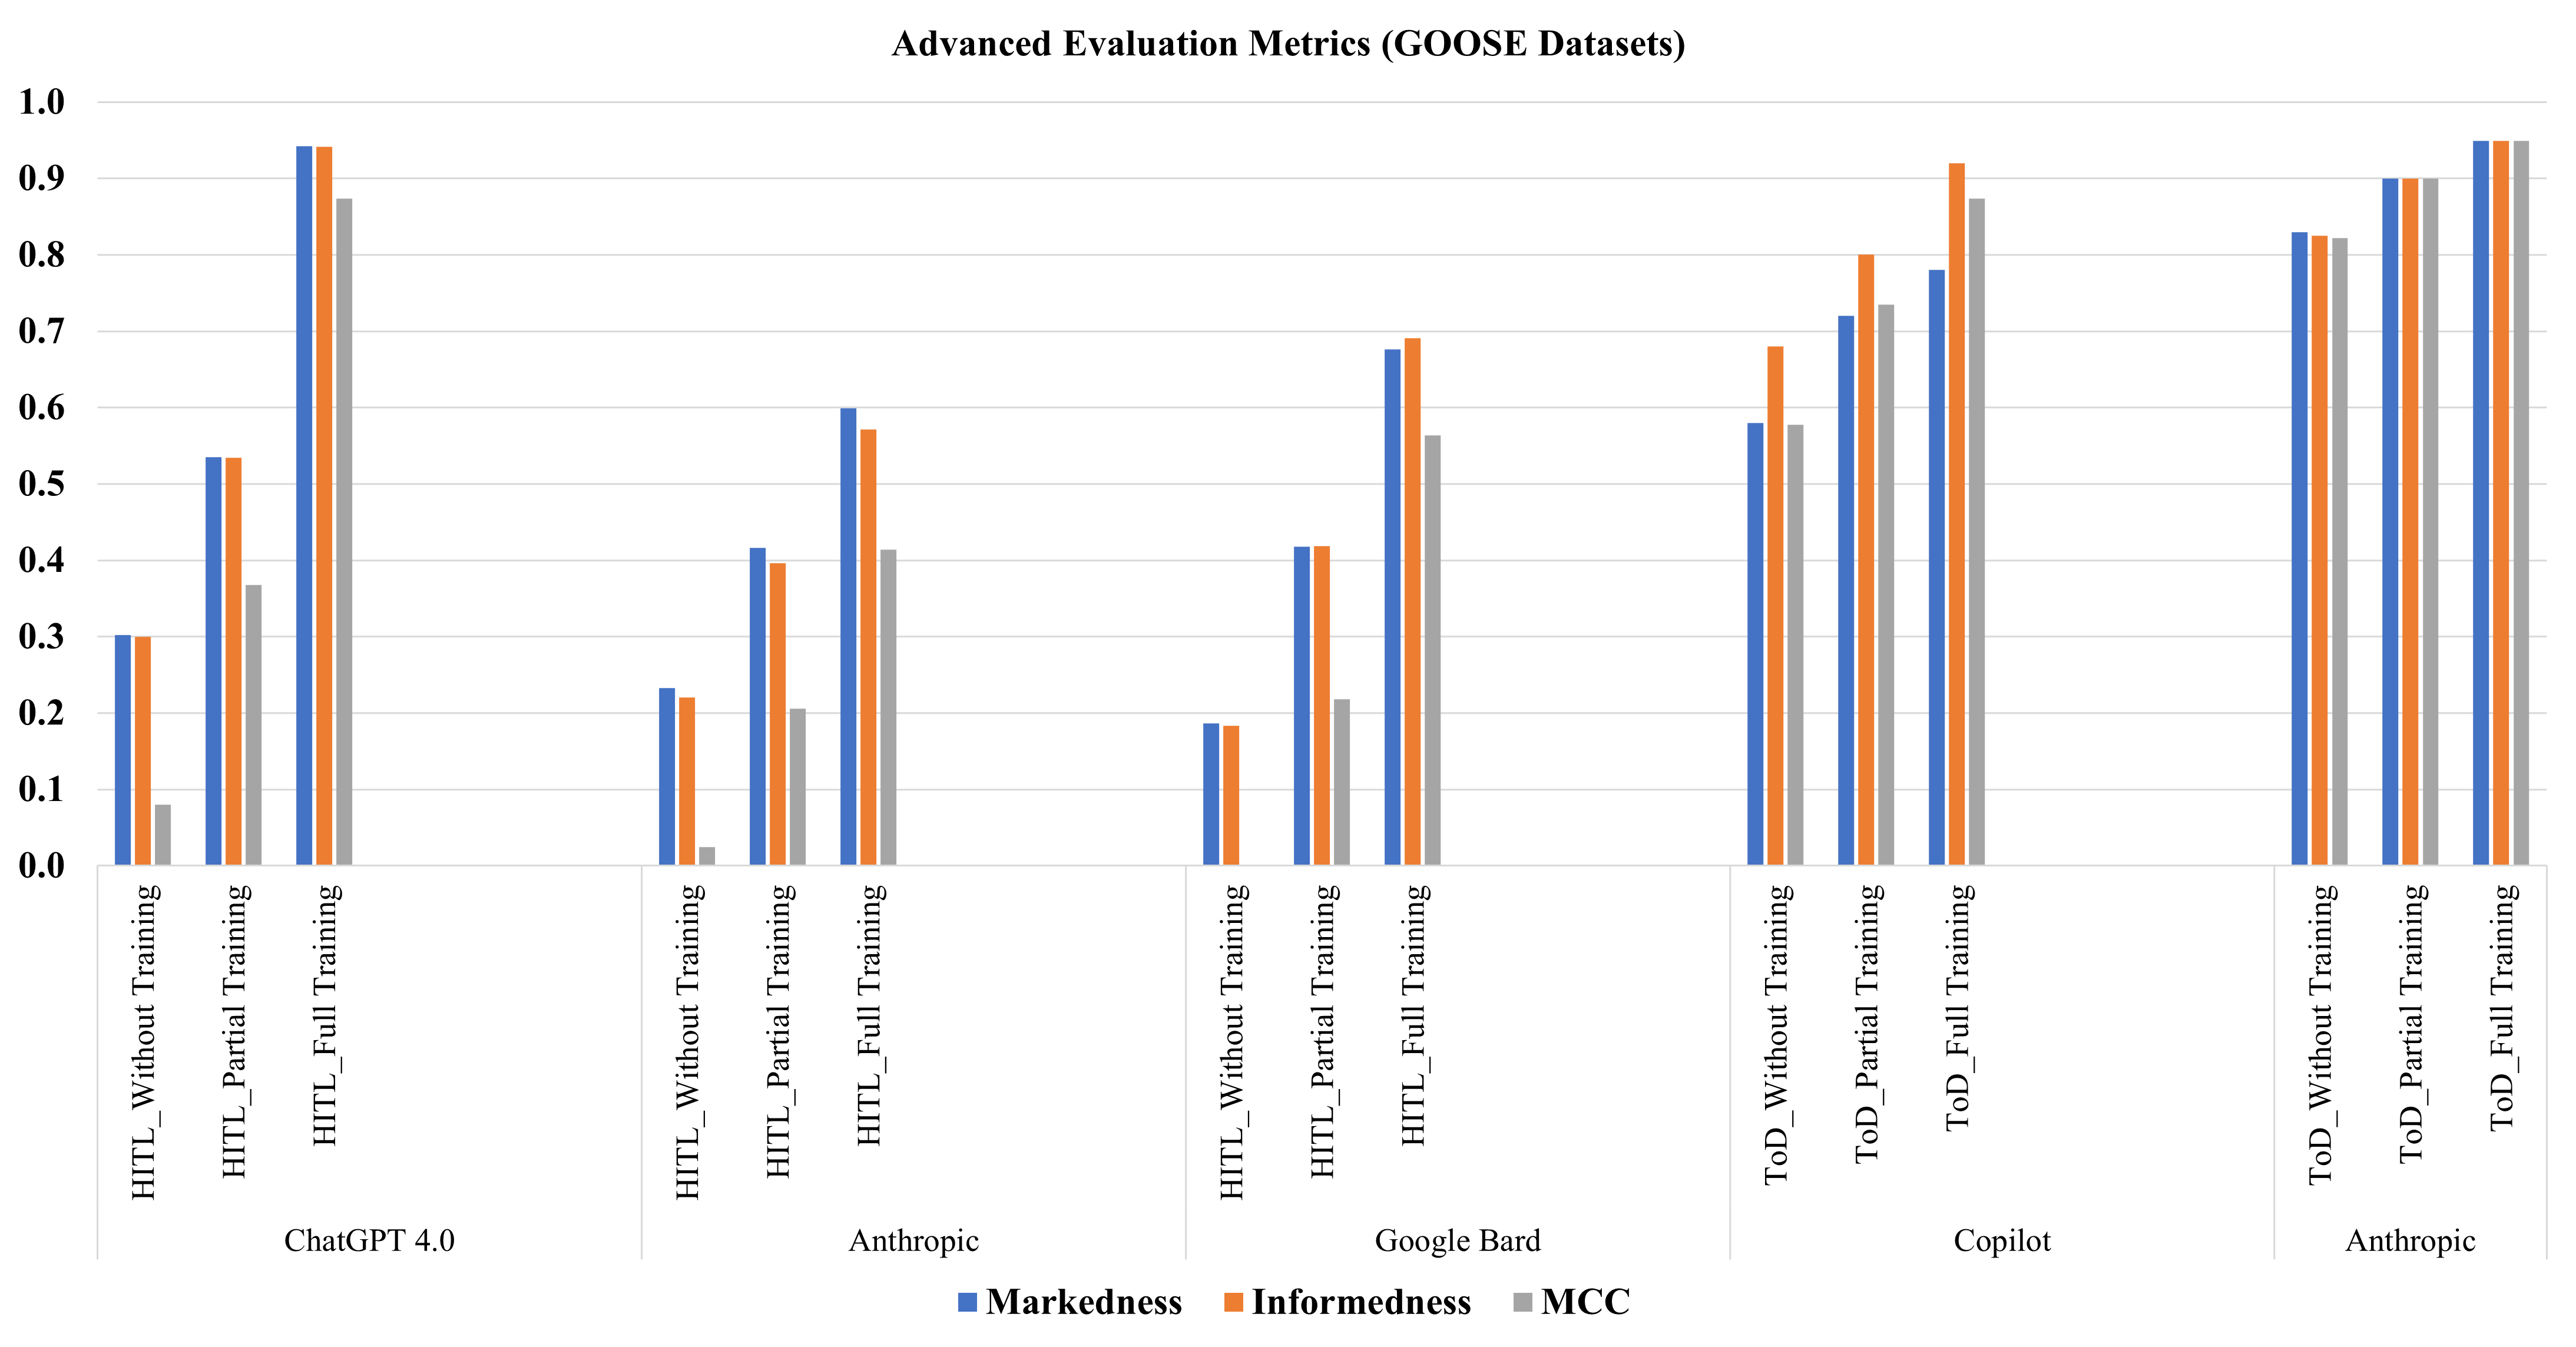 Advanced Evaluation Metrics (GOOSE Datasets)
1.0
0.9
0.8
0.7
0.6
0.5
0.4
0.3
0.2
0.1
0.0
HITL_Without Training
HITL_Partial Training
HITL_Full Training
HITL_Without Training
HITL_Partial Training
HITL_Full Training
HITL_Without Training
HITL_Partial Training
HITL_Full Training
ToD_Without Training
ToD_Partial Training
ToD_Full Training
ToD_Without Training
ToD_Partial Training
ToD_Full Training
ChatGPT 4.0
Anthropic
Google Bard
Copilot
Anthropic
Markedness
Informedness
MCC